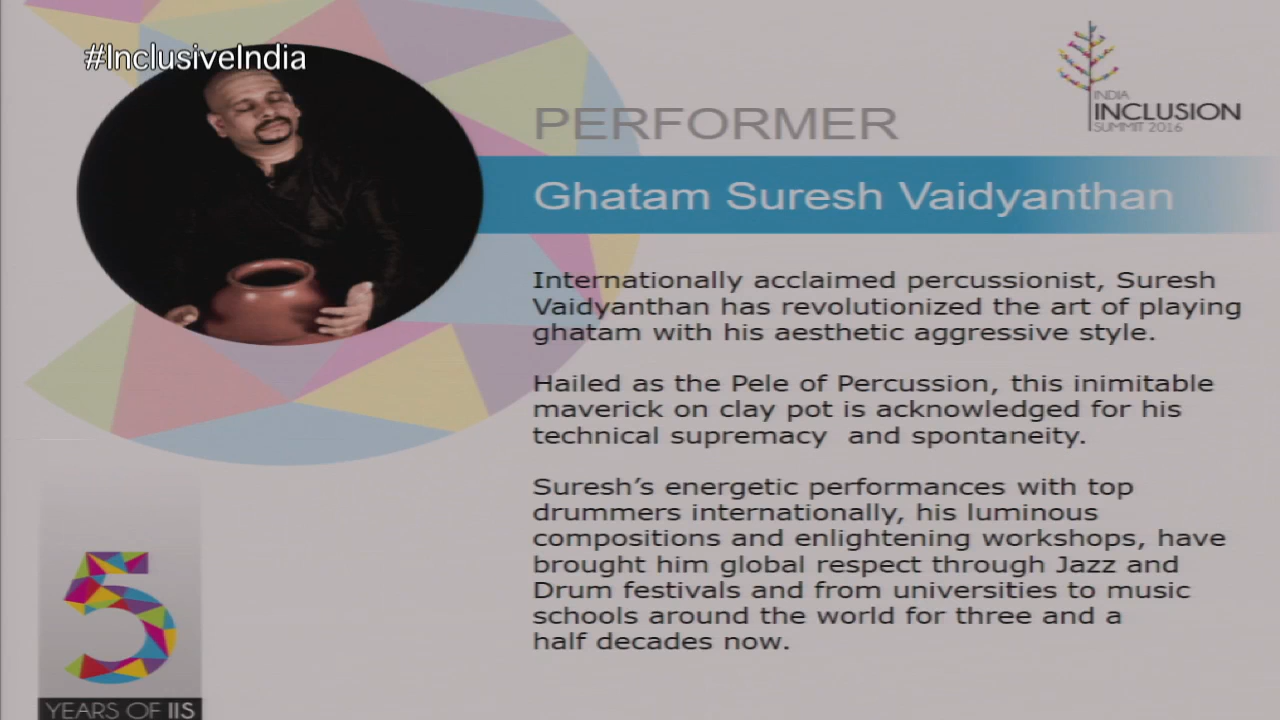 #InclusiveIndia
INDIA
INCLUSION
SUMMIT 2016
PERFORMER
Ghatam Suresh Vaidyanthan
Internationally acclaimed percussionist, Suresh
Vaidyanthan has revolutionized the art of playing
ghatam with his aesthetic aggressive style.
Hailed as the Pele of Percussion, this inimitable
maverick on clay pot is acknowledged for his
technical supremacy  and spontaneity.
Suresh’s energetic performances with top
drummers internationally, his luminous
compositions and enlightening workshops, have
brought him global respect through Jazz and
Drum festivals and from universities to music
schools around the world for three and a
half decades now.
5
YEARS OF IIS